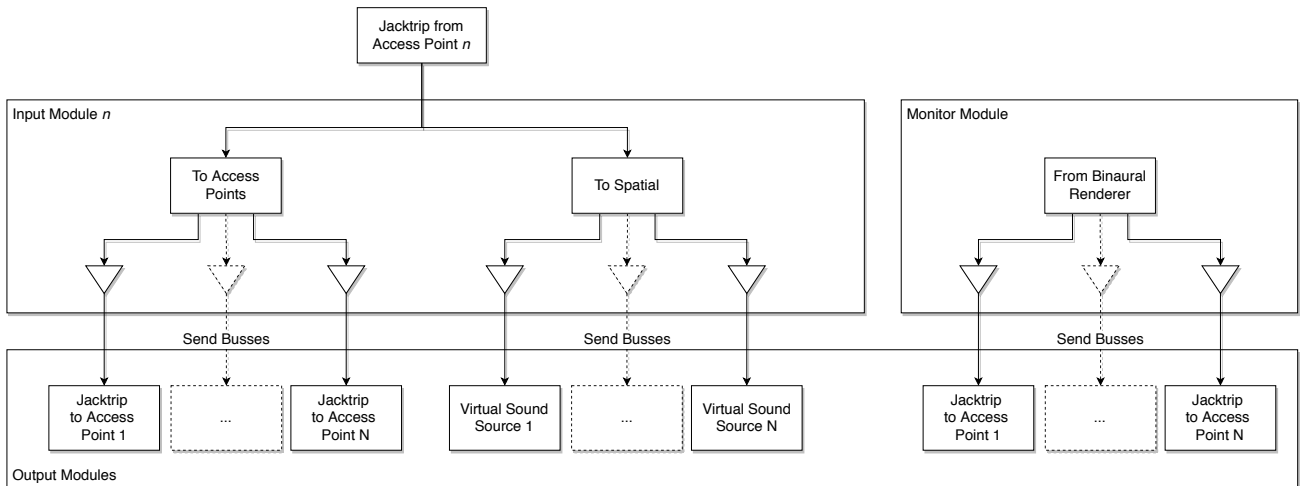 Jacktrip from
Access Point n
Input Module n
Monitor Module
To Access
Points
To Spatial
From Binaural
Renderer
Send Busses
Send Busses
Send Busses
Jacktrip
to Access
Point 1
...
Jacktrip
to Access
Point N
Virtual Sound
Source 1
...
Virtual Sound
Source N
Jacktrip
to Access
Point 1
...
Jacktrip
to Access
Point N
Output Modules